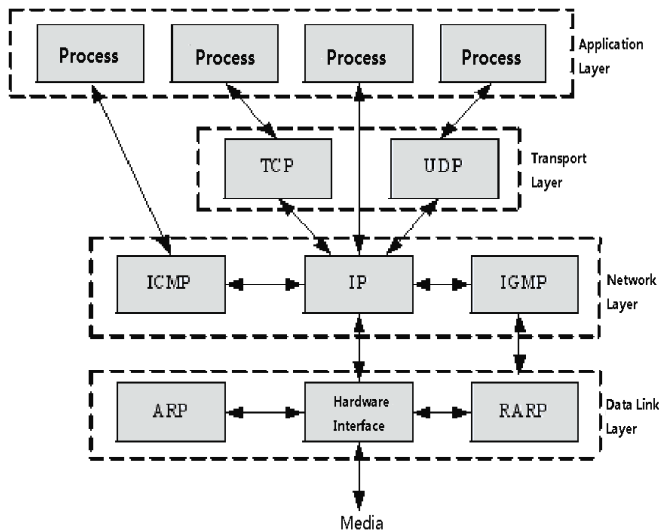 Process Process Process Process
Application
Layer
TCP UDP
Transport
Layer
ICMP IP IGMP
Network
Layer
ARP Hardware
Interface RARP
Data Link
Layer
Media